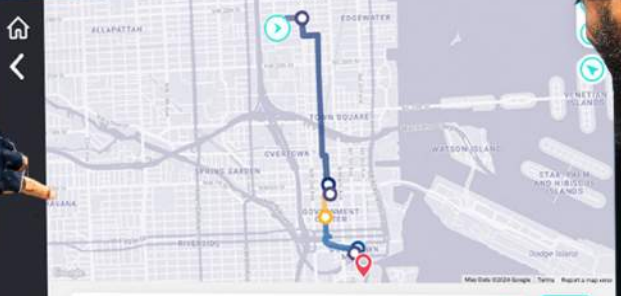 ALLAPATTAH
EDGEWATER
VENETIAN
ISLANDS
TOWN SQUARE
WATSON ISLAND
OVERTOWN
SPRING GARDEN
STAR, PALM
AND HIBISCUS
ISLANDS
HAVANA
GOVERNMENT
CENTER
RIVERSIDE
Dodge Island
Google
Map Data ©2024 Google Terms Report a map error